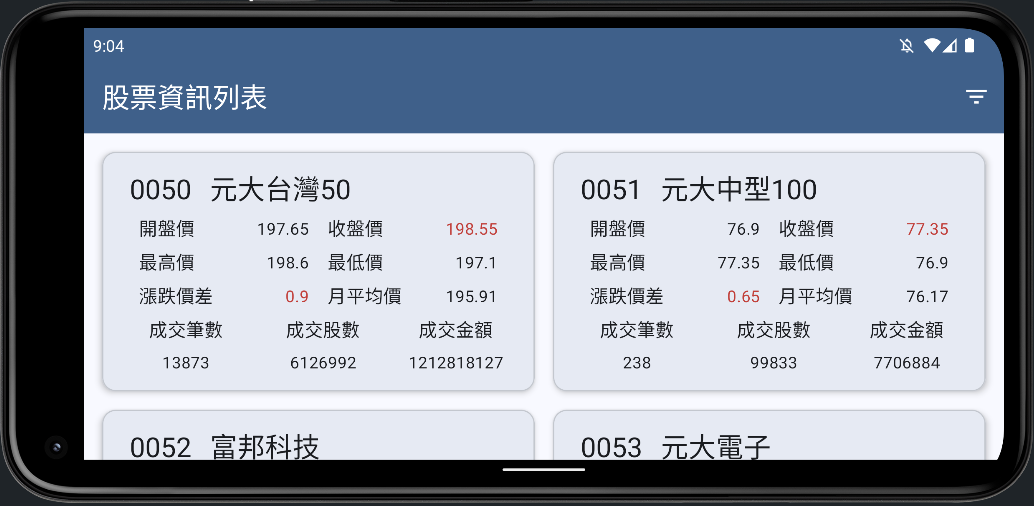 9:04
股票資訊列表
0050 元大台灣50
開盤價 197.65 收盤價 198.55
最高價 198.6 最低價 197.1
漲跌價差 0.9 月平均價 195.91
成交筆數 成交股數 成交金額
13873 6126992 1212818127
0051 元大中型100
開盤價 76.9 收盤價 77.35
最高價 77.35 最低價 76.9
漲跌價差 0.65 月平均價 76.17
成交筆數 成交股數 成交金額
238 99833 7706884
0052 富邦科技
0053 元大電子